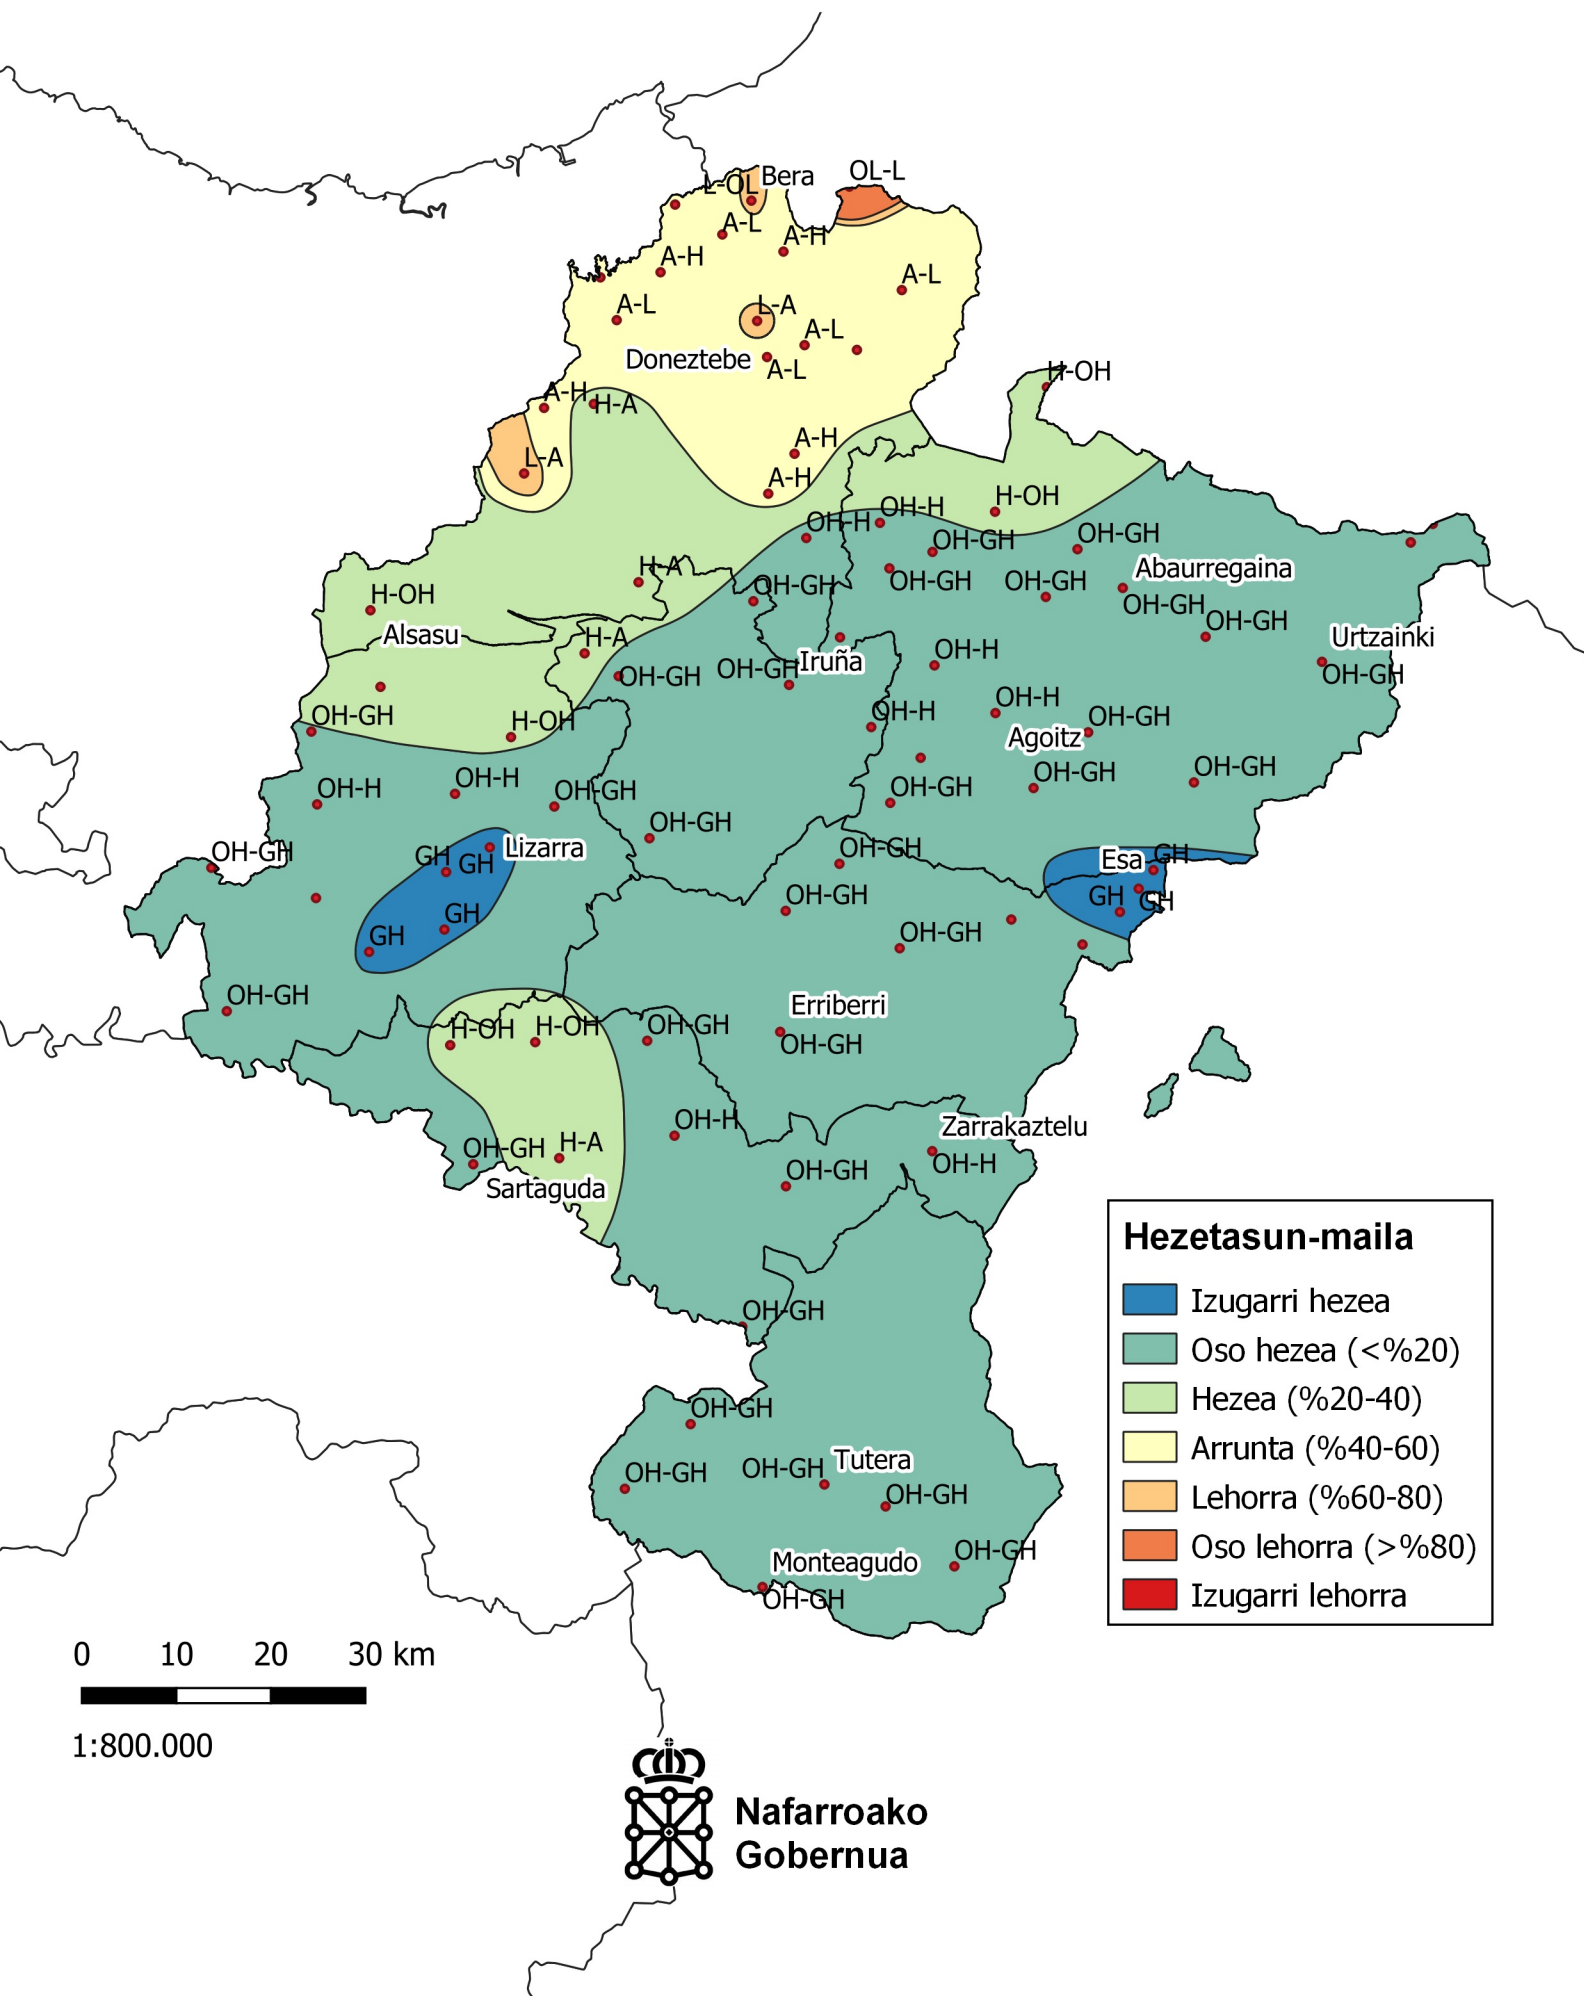 OL-L
L-OL Bera
A-L
A-H
A-H
A-L
A-L
L-A
A-L
Doneztebe
A-L
H-OH
A-H
H-A
A-H
L-A
A-H
H-OH
OH-H
OH-H
OH-GH
OH-GH
H-A
Abaurregaina
OH-GH
OH-GH
OH-GH
H-OH
OH-GH
OH-GH
Alsasu
H-A
Urtzainki
OH-H
Iruña
OH-GH
OH-GH
OH-GH
OH-H
OH-H
OH-GH
OH-GH
H-OH
Agoitz
OH-GH
OH-GH
OH-H
OH-H
OH-GH
OH-GH
OH-GH
Lizarra
OH-GH
OH-GH
GH
GH
Esa
GH
OH-GH
GH
GH
GH
GH
OH-GH
OH-GH
Erriberri
H-OH
H-OH
OH-GH
OH-GH
OH-H
Zarrakaztelu
OH-GH
H-A
OH-H
OH-GH
Sartaguda
OH-GH
OH-GH
OH-GH
OH-GH
Tutera
OH-GH
OH-GH
Monteagudo
OH-GH
Hezetasun-maila
Izugarri hezea
Oso hezea (<%20)
Hezea (%20-40)
Arrunta (%40-60)
Lehorra (%60-80)
Oso lehorra (>%80)
Izugarri lehorra
0 10 20 30 km
1:800.000
Nafarroako
Gobernua